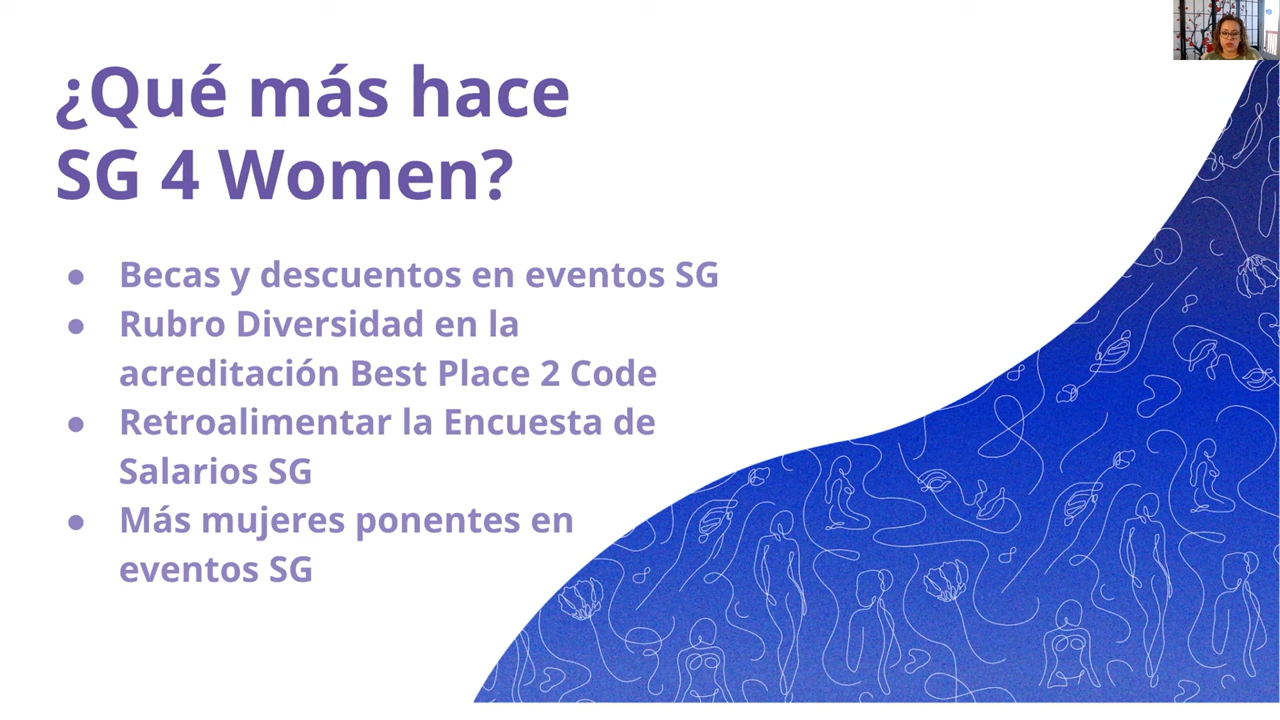 ¿Qué más hace
SG 4 Women?
● Becas y descuentos en eventos SG
● Rubro Diversidad en la
acreditación Best Place 2 Code
● Retroalimentar la Encuesta de
Salarios SG
● Más mujeres ponentes en
eventos SG